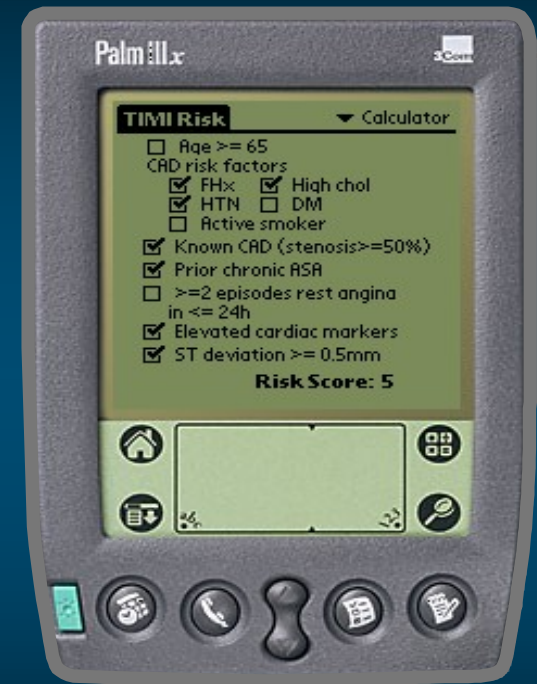 Palm IIIx
3Com
TIMI Risk Calculator
Age >= 65
CAD risk factors
FHx High chol
HTN DM
Active smoker
Known CAD (stenosis>=50%)
Prior chronic ASA
>=2 episodes rest angina
in <= 24h
Elevated cardiac markers
ST deviation >= 0.5mm
Risk Score: 5
abc 123